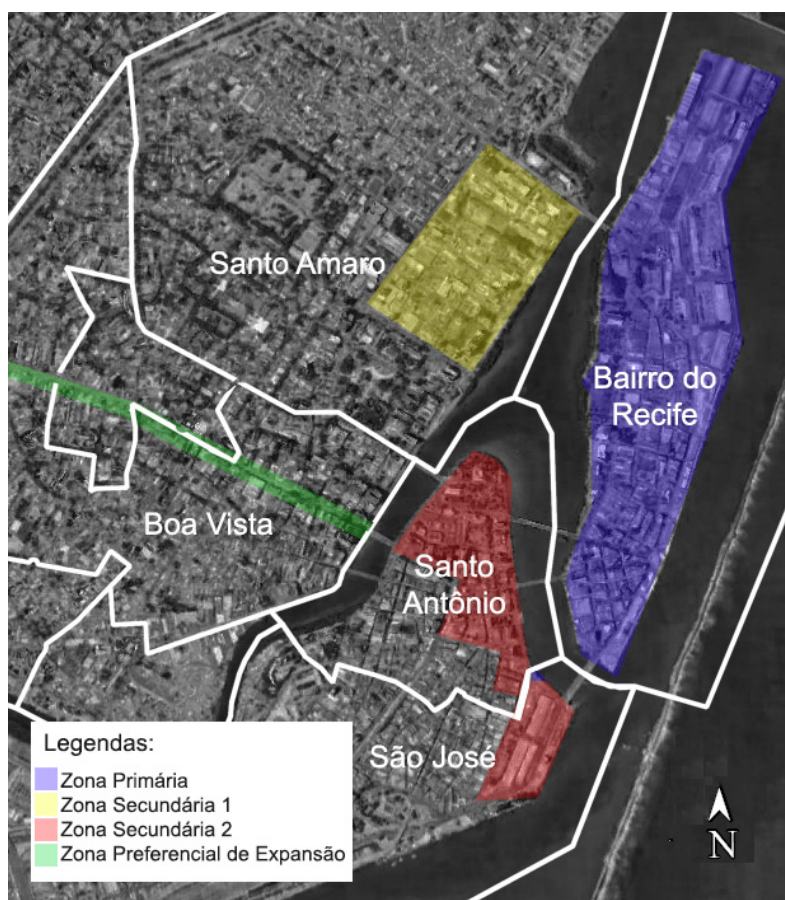 Santo Amaro
Bairro do
Recife
Boa Vista
Santo
Antônio
São José
Legendas:
Zona Primária
Zona Secundária 1
Zona Secundária 2
Zona Preferencial de Expansão
N